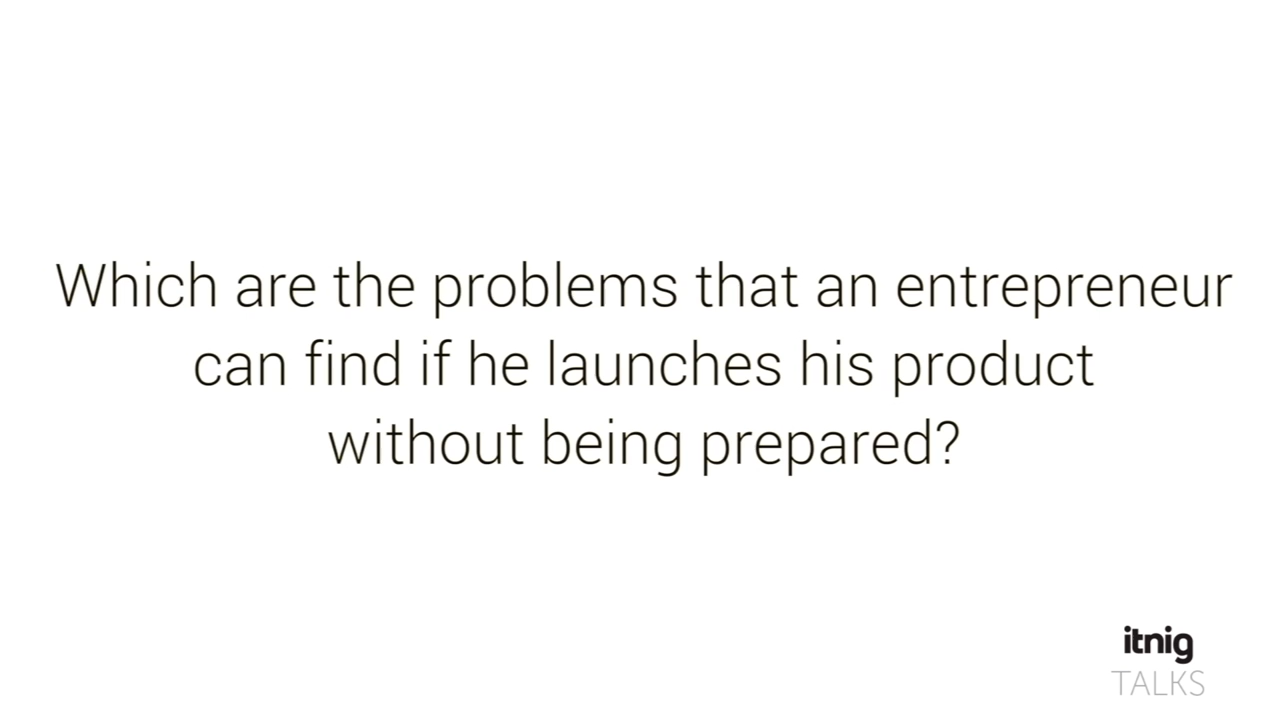 Which are the problems that an entrepreneur
can find if he launches his product
without being prepared?
itnig
TALKS